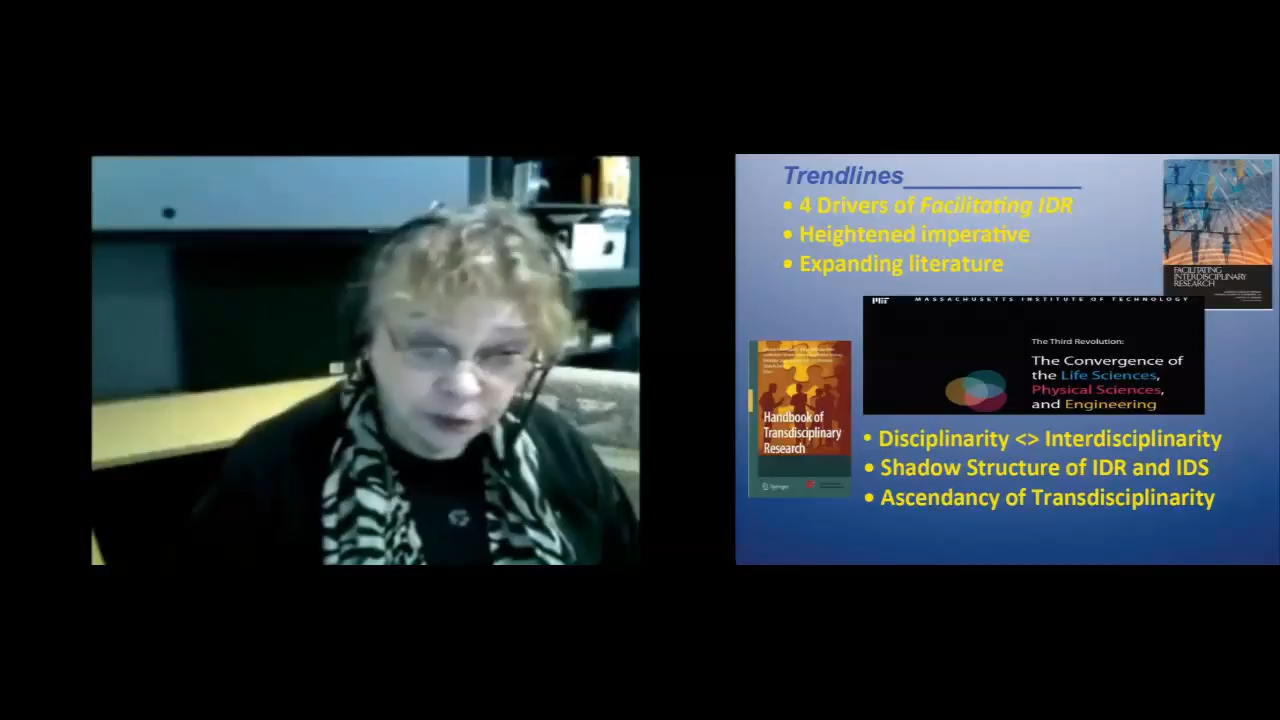 Trendlines
• 4 Drivers of Facilitating IDR
• Heightened imperative
• Expanding literature
FACILITATING
INTERDISCIPLINARY
RESEARCH
MIT MASSACHUSETTS INSTITUTE OF TECHNOLOGY
The Third Revolution:
The Convergence of
the Life Sciences,
Physical Sciences,
and Engineering
Handbook of
Transdisciplinary
Research
Springer
• Disciplinarity <> Interdisciplinarity
• Shadow Structure of IDR and IDS
• Ascendancy of Transdisciplinarity